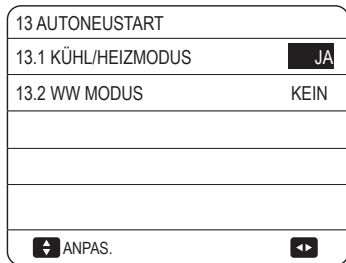 13 AUTONEUSTART
13.1 KÜHL/HEIZMODUS JA
13.2 WW MODUS KEIN
ANPAS.